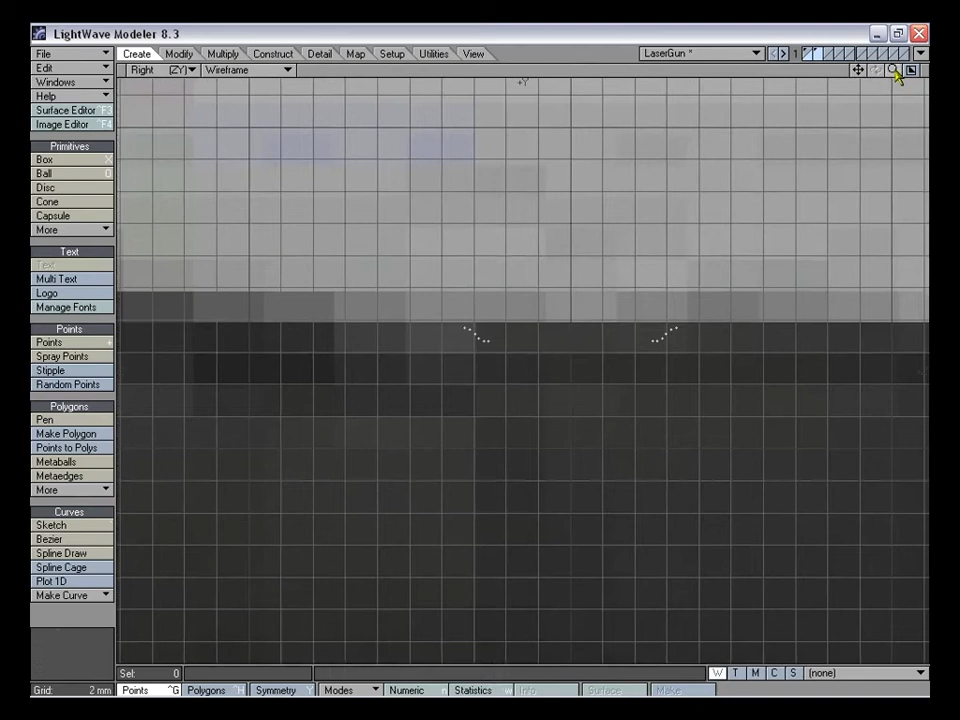 LightWave Modeler 8.3
File Create Modify Multiply Construct Detail Map Setup Utilities View LaserGun * 1
Edit Right (ZY) Wireframe
Windows
Help
Surface Editor F3
Image Editor ^F4
+Y
Primitives
Box X
Ball O
Disc
Cone
Capsule
More
Text
Text
Multi Text
Logo
Manage Fonts
Points
Points +
Spray Points
Stipple
Random Points
Polygons
Pen
Make Polygon
Points to Polys
Metaballs
Metaedges
More
Curves
Sketch
Bezier
Spline Draw
Spline Cage
Plot 1D
Make Curve
Sel: 0 W T M C S (none)
Grid: 2 mm Points ^G Polygons ^H Symmetry Y Modes Numeric n Statistics w Info Surface Make